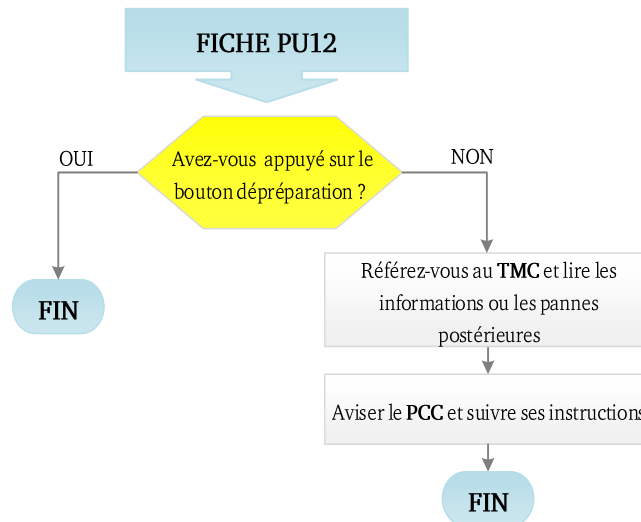 FICHE PU12
Avez-vous appuyé sur le
bouton dépréparation ?
OUI
NON
FIN
Référez-vous au TMC et lire les
informations ou les pannes
postérieures
Aviser le PCC et suivre ses instructions
FIN